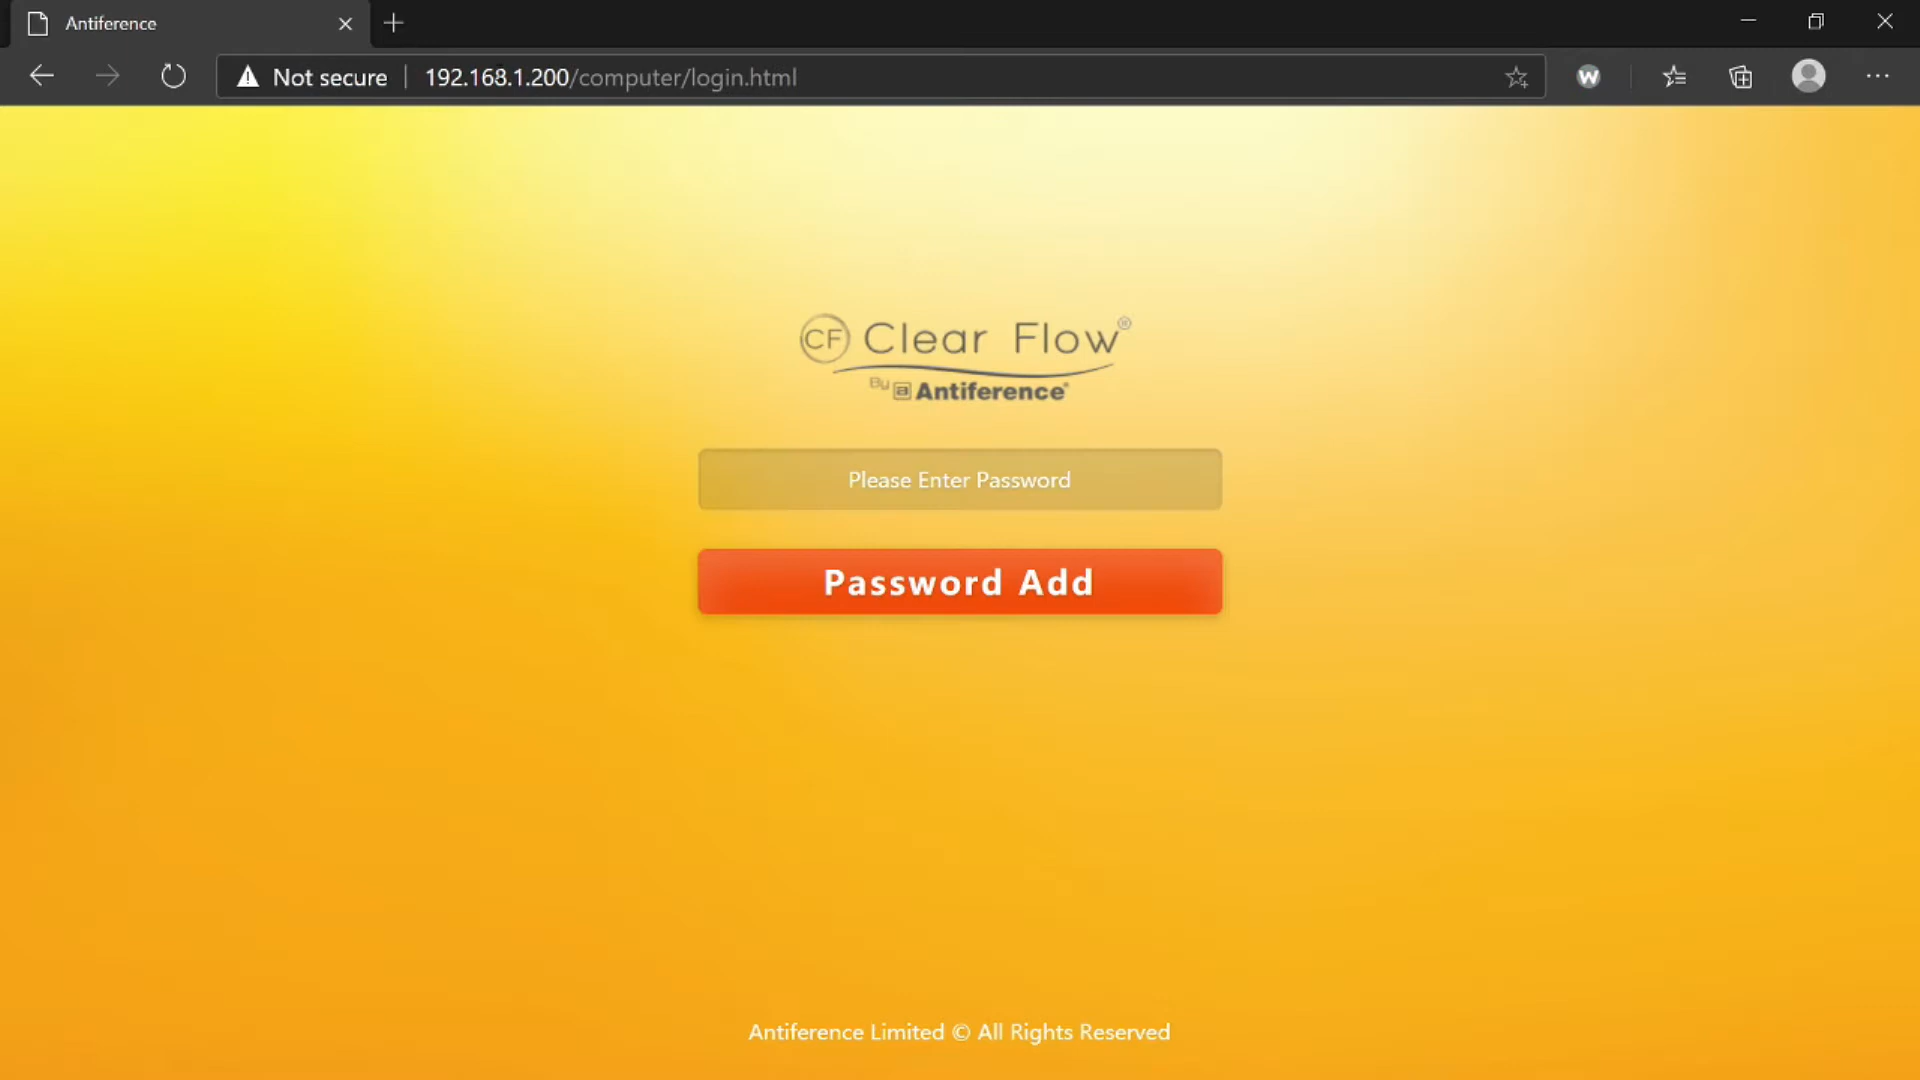 Antiference
Not secure
192.168.1.200/computer/login.html
W
CF Clear Flow®
By a Antiference®
Please Enter Password
Password Add
Antiference Limited © All Rights Reserved